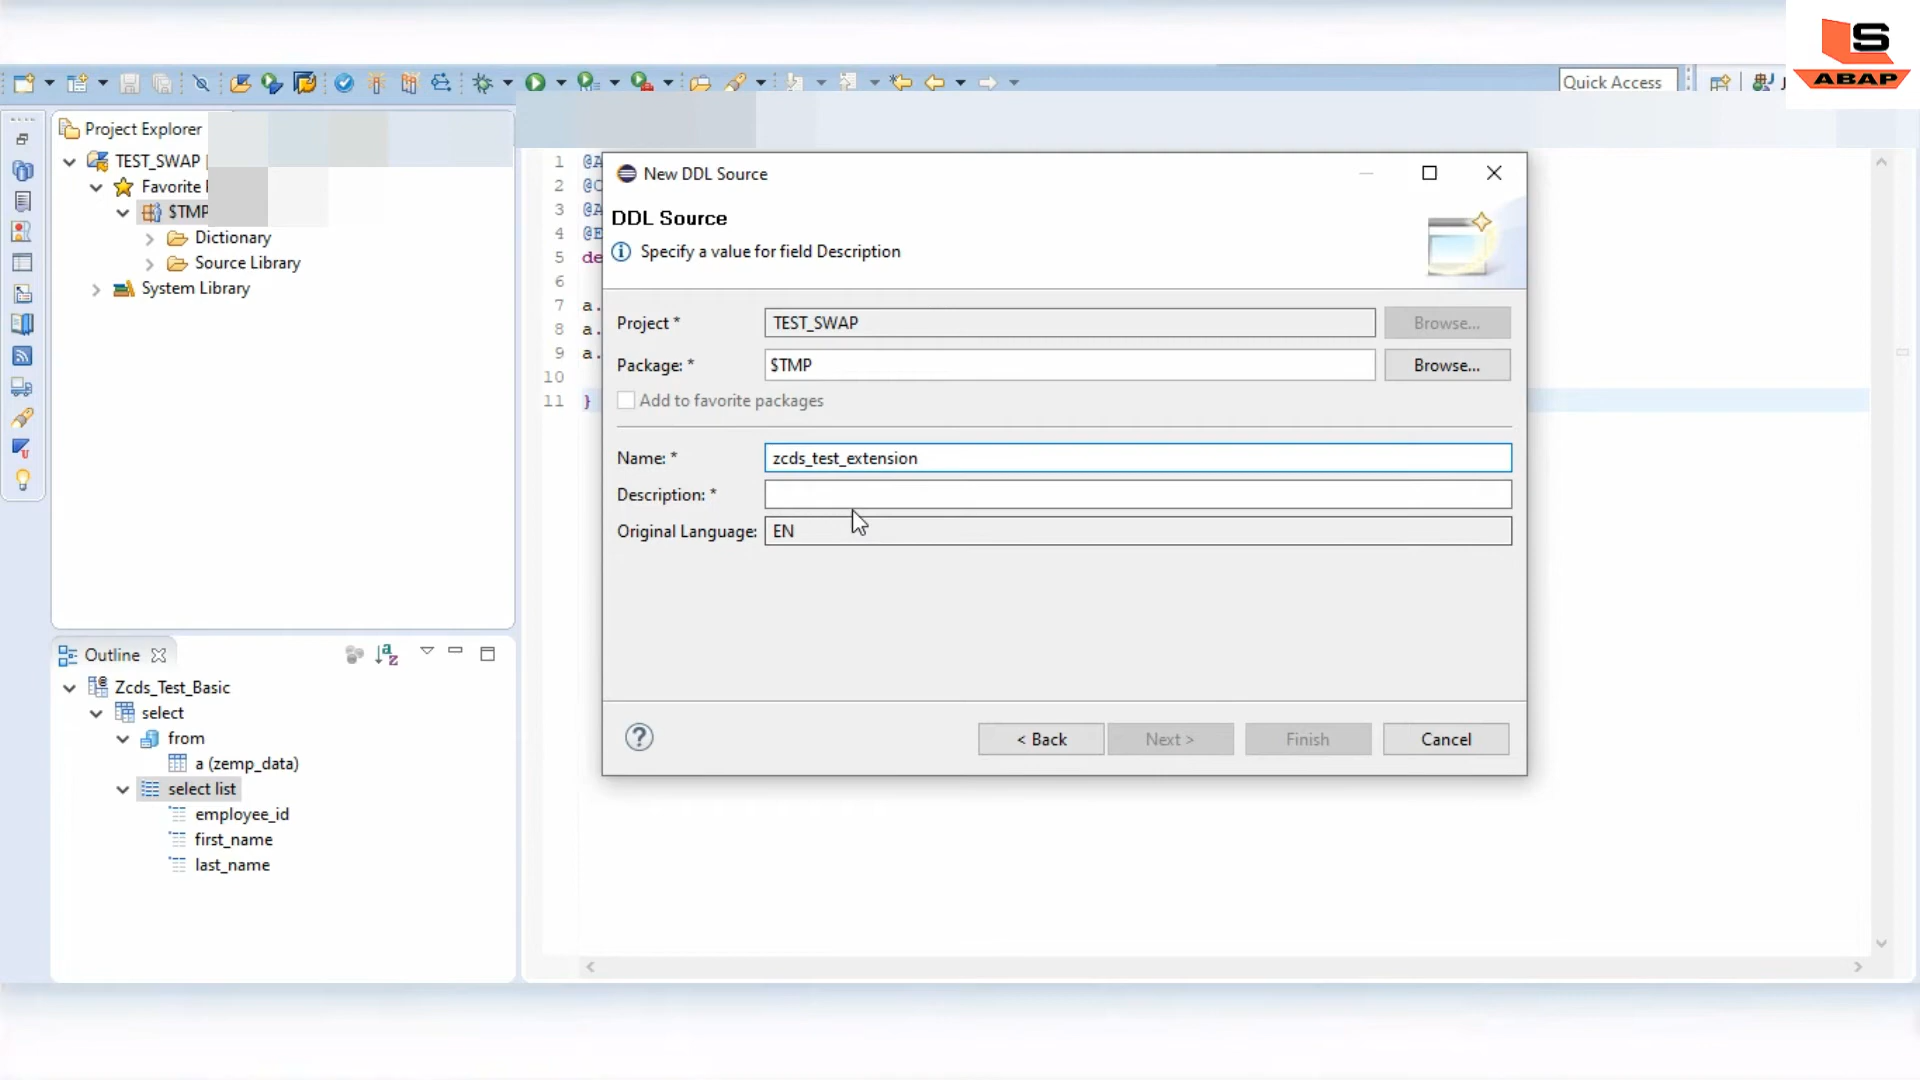 S
ABAP
Quick Access
Project Explorer
TEST_SWAP
Favorite
$TMP
Dictionary
Source Library
System Library
Outline
Zcds_Test_Basic
select
from
a (zemp_data)
select list
employee_id
first_name
last_name
1 @A
2 @C
3 @A
4 @E
5 de
6
7 a.
8 a.
9 a.
10
11 }
New DDL Source
DDL Source
Specify a value for field Description
Project * TEST_SWAP Browse...
Package: * $TMP Browse...
Add to favorite packages
Name: * zcds_test_extension
Description: *
Original Language: EN
? < Back Next > Finish Cancel